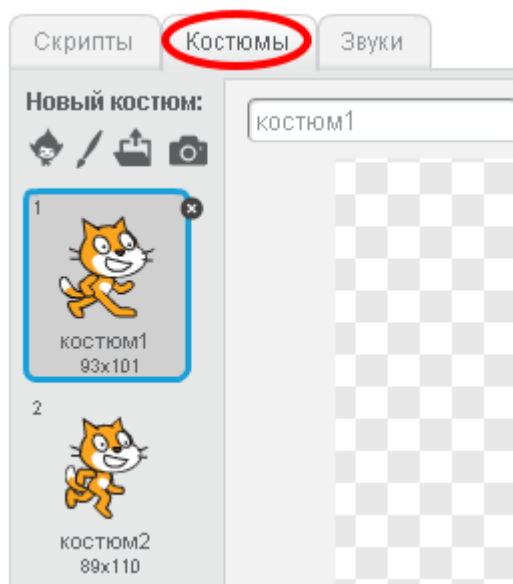 Скрипты Костюмы Звуки
Новый костюм:
костюм1
1
костюм1
93x101
2
костюм2
89x110